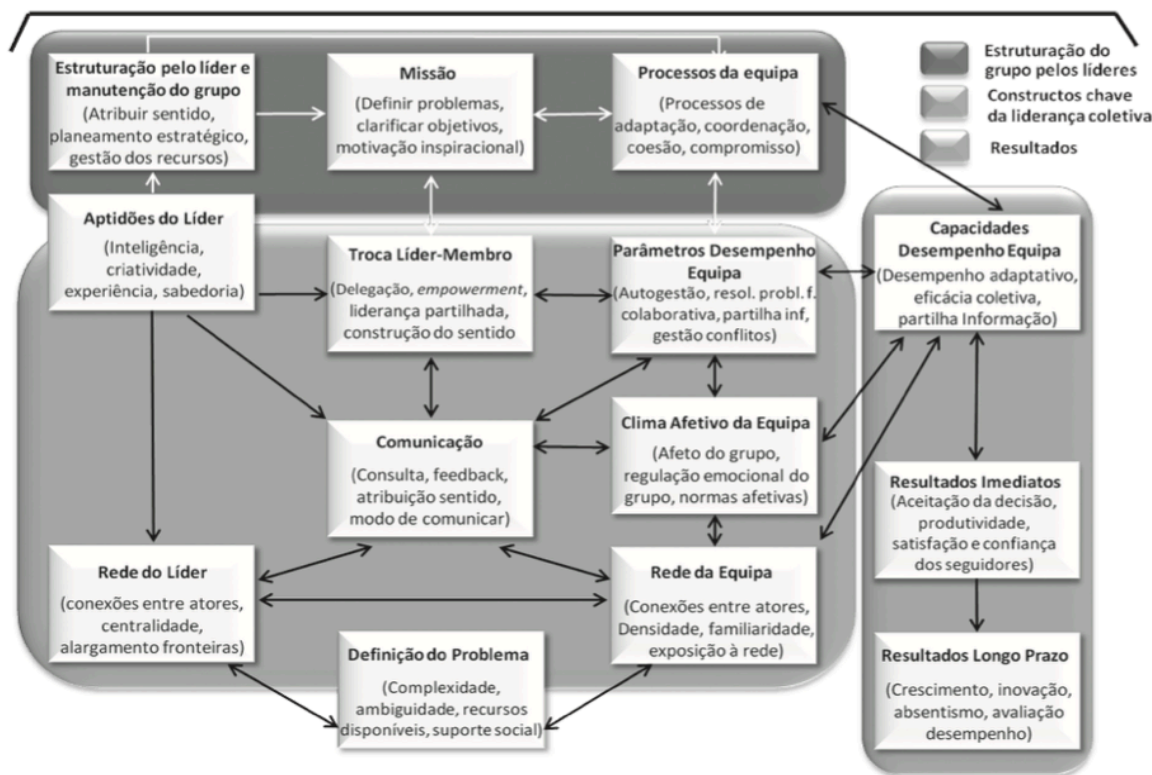 Estruturação pelo líder e
manutenção do grupo
(Atribuir sentido,
planeamento estratégico,
gestão dos recursos)
Missão
(Definir problemas,
clarificar objetivos,
motivação inspiracional)
Processos da equipa
(Processos de
adaptação, coordenação,
coesão, compromisso)
Estruturação do
grupo pelos líderes
Constructos chave
da liderança coletiva
Resultados
Aptidões do Líder
(Inteligência,
criatividade,
experiência, sabedoria)
Troca Líder-Membro
(Delegação, empowerment,
liderança partilhada,
construção do sentido
Parâmetros Desempenho
Equipa
(Autogestão, resol. probl. f.
colaborativa, partilha inf,
gestão conflitos)
Capacidades
Desempenho Equipa
(Desempenho adaptativo,
eficácia coletiva,
partilha Informação)
Comunicação
(Consulta, feedback,
atribuição sentido,
modo de comunicar)
Clima Afetivo da Equipa
(Afeto do grupo,
regulação emocional do
grupo, normas afetivas)
Resultados Imediatos
(Aceitação da decisão,
produtividade,
satisfação e confiança
dos seguidores)
Rede do Líder
(conexões entre atores,
centralidade,
alargamento fronteiras)
Rede da Equipa
(Conexões entre atores,
Densidade, familiaridade,
exposição à rede)
Definição do Problema
(Complexidade,
ambiguidade, recursos
disponíveis, suporte social)
Resultados Longo Prazo
(Crescimento, inovação,
absentismo, avaliação
desempenho)